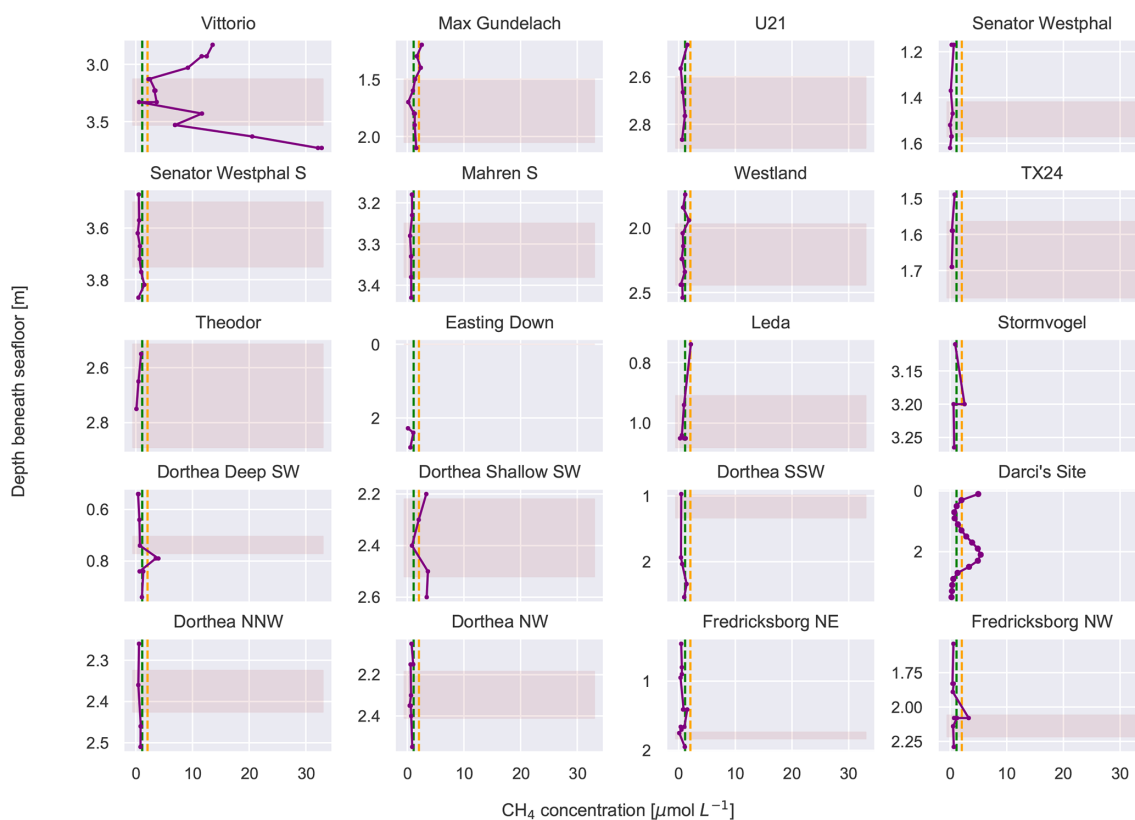 Vittorio Max Gundelach U21 Senator Westphal
3.0 1.5 2.6 1.2
3.5 2.0 2.8 1.4
1.6
Senator Westphal S Mahren S Westland TX24
3.6 3.2 2.0 1.5
3.8 3.3 2.5 1.6
3.4 1.7
Theodor Easting Down Leda Stormvogel
2.6 0 0.8 3.15
2.8 2 1.0 3.20
3.25
Depth beneath seafloor [m]
Dorthea Deep SW Dorthea Shallow SW Dorthea SSW Darci's Site
0.6 2.2 1 0
0.8 2.4 2 2
2.6
Dorthea NNW Dorthea NW Fredricksborg NE Fredricksborg NW
2.3 2.2 1 1.75
2.4 2.4 2 2.00
2.5 2.25
0 10 20 30 0 10 20 30 0 10 20 30 0 10 20 30
CH₄ concentration [μmol L⁻¹]